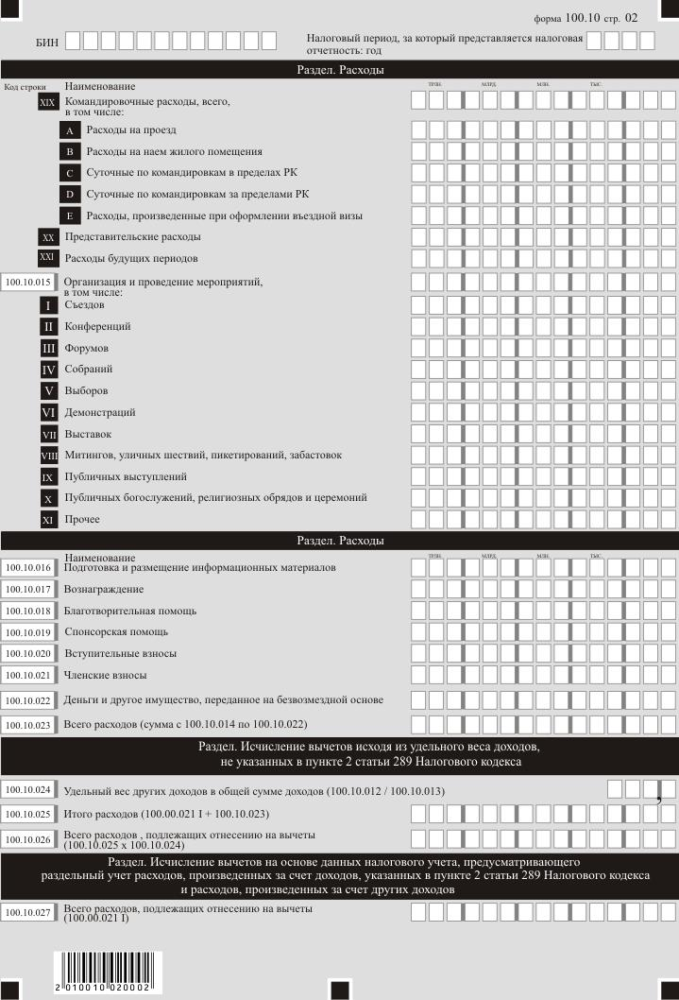 форма 100.10 стр. 02
БИН
Налоговый период, за который представляется налоговая
отчетность: год
Раздел. Расходы
Код строки Наименование ТРЛН. МЛРД. МЛН. ТЫС.
XIX Командировочные расходы, всего,
в том числе:
A Расходы на проезд
B Расходы на наем жилого помещения
C Суточные по командировкам в пределах РК
D Суточные по командировкам за пределами РК
E Расходы, произведенные при оформлении въездной визы
XX Представительские расходы
XXI Расходы будущих периодов
100.10.015 Организация и проведение мероприятий,
в том числе:
I Съездов
II Конференций
III Форумов
IV Собраний
V Выборов
VI Демонстраций
VII Выставок
VIII Митингов, уличных шествий, пикетирований, забастовок
IX Публичных выступлений
X Публичных богослужений, религиозных обрядов и церемоний
XI Прочее
Раздел. Расходы
Наименование ТРЛН. МЛРД. МЛН. ТЫС.
100.10.016 Подготовка и размещение информационных материалов
100.10.017 Вознаграждение
100.10.018 Благотворительная помощь
100.10.019 Спонсорская помощь
100.10.020 Вступительные взносы
100.10.021 Членские взносы
100.10.022 Деньги и другое имущество, переданное на безвозмездной основе
100.10.023 Всего расходов (сумма с 100.10.014 по 100.10.022)
Раздел. Исчисление вычетов исходя из удельного веса доходов,
не указанных в пункте 2 статьи 289 Налогового кодекса
100.10.024 Удельный вес других доходов в общей сумме доходов (100.10.012 / 100.10.013) ,
100.10.025 Итого расходов (100.00.021 I + 100.10.023)
100.10.026 Всего расходов , подлежащих отнесению на вычеты
(100.10.025 x 100.10.024)
Раздел. Исчисление вычетов на основе данных налогового учета, предусматривающего
раздельный учет расходов, произведенных за счет доходов, указанных в пункте 2 статьи 289 Налогового кодекса
и расходов, произведенных за счет других доходов
100.10.027 Всего расходов, подлежащих отнесению на вычеты
(100.00.021 I)
2 010010 020002